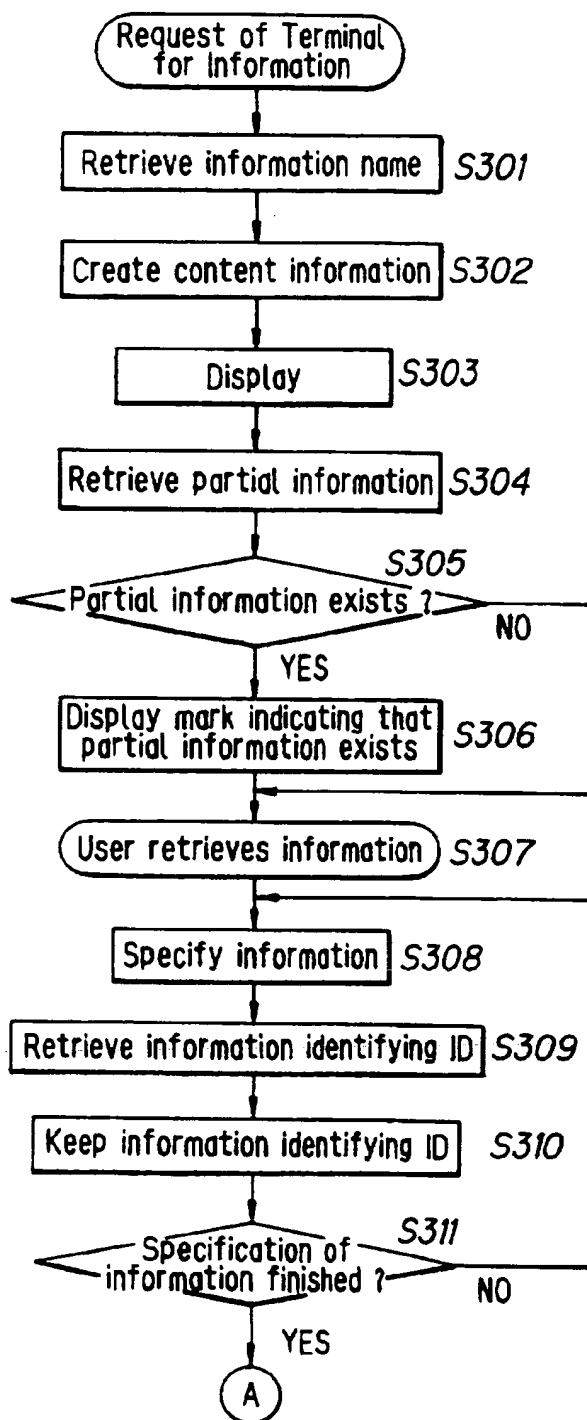 Request of Terminal
for Information
Retrieve information name S301
Create content information S302
Display S303
Retrieve partial information S304
S305
Partial information exists ?
NO
YES
Display mark indicating that
partial information exists S306
User retrieves information S307
Specify information S308
Retrieve information identifying ID S309
Keep information identifying ID S310
S311
Specification of
information finished ?
NO
YES
A